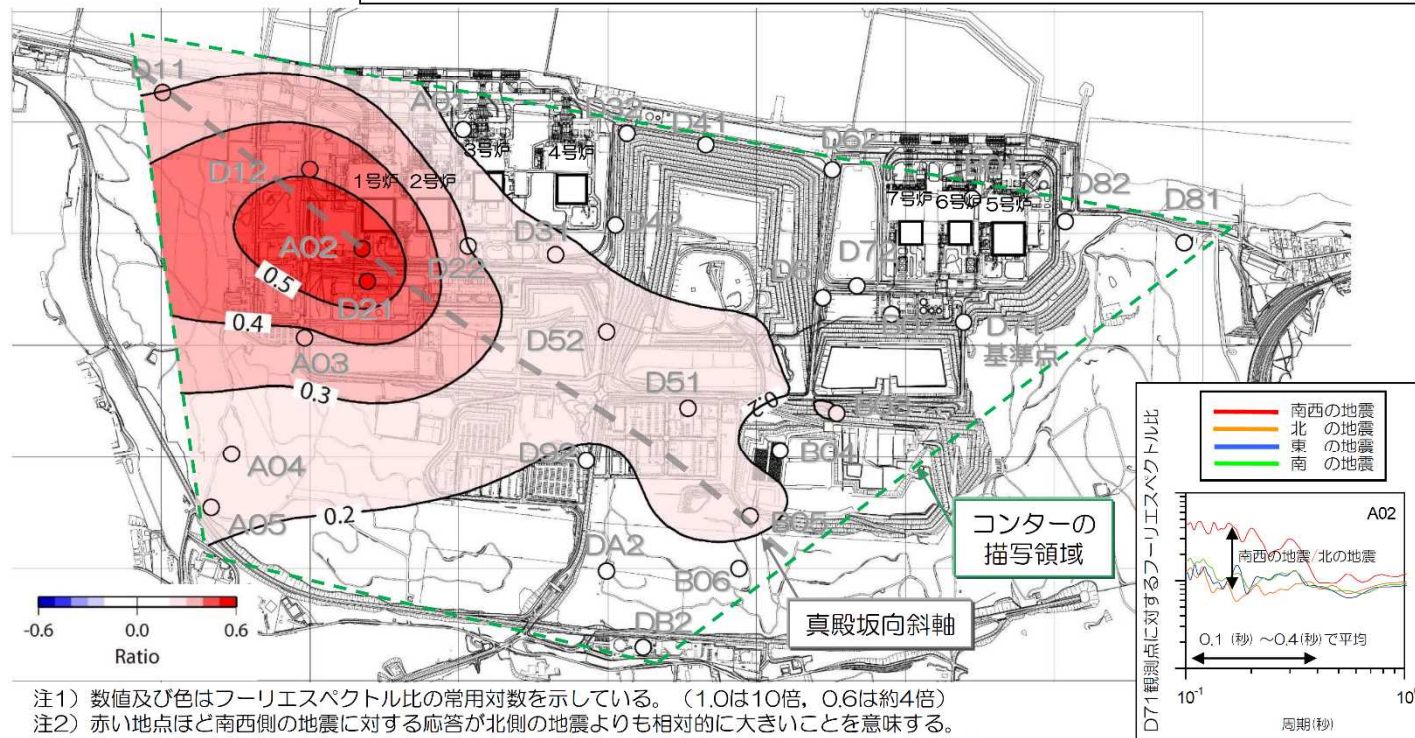 D11
A01
D32
D41
D62
B01
D82
D81
3号炉
4号炉
D12
1号炉
2号炉
7号炉
6号炉
5号炉
D31
D42
A02
D22
D72
D61
0.5
D21
D71
基準点
0.4
D52
A03
0.3
D51
0.2
A04
D92
B04
A05
0.2
B05
DA2
B06
DB2
コンターの
描写領域
真殿坂向斜軸
-0.6
0.0
0.6
Ratio
南西の地震
北 の地震
東 の地震
南 の地震
D71観測点に対するフーリエスペクトル比
A02
南西の地震/北の地震
0.1 (秒) ~0.4(秒)で平均
10-1
周期(秒)
注1) 数値及び色はフーリエスペクトル比の常用対数を示している。 (1.0は10倍, 0.6は約4倍)
注2) 赤い地点ほど南西側の地震に対する応答が北側の地震よりも相対的に大きいことを意味する。